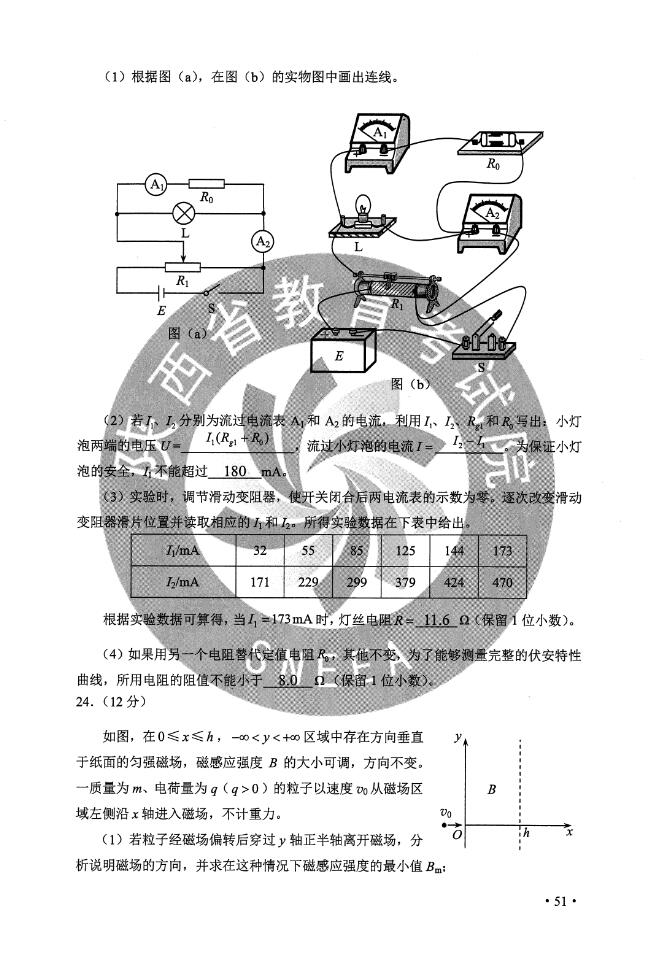 （1）根据图（a），在图（b）的实物图中画出连线。
A₁
R₀
L
A₂
R₁
E
S
图（a）
A₁
+ −
R₀
A₂
+ −
L
R₁
+ −
E
S
图（b）
（2）若I₁、I₂分别为流过电流表A₁和A₂的电流，利用I₁、I₂、R_g1和R₀写出：小灯
泡两端的电压U= I₁(R_g1+R₀) ，流过小灯泡的电流I= I₂-I₁ 。为保证小灯
泡的安全，I₁不能超过 180 mA。
（3）实验时，调节滑动变阻器，使开关闭合后两电流表的示数为零。逐次改变滑动
变阻器滑片位置并读取相应的I₁和I₂。所得实验数据在下表中给出。
I₁/mA 32 55 85 125 144 173
I₂/mA 171 229 299 379 424 470
根据实验数据可算得，当I₁=173mA时，灯丝电阻R= 11.6 Ω（保留1位小数）。
（4）如果用另一个电阻替代定值电阻R₀，其他不变，为了能够测量完整的伏安特性
曲线，所用电阻的阻值不能小于 8.0 Ω（保留1位小数）。
24.（12分）
如图，在0≤x≤h，-∞<y<+∞区域中存在方向垂直
于纸面的匀强磁场，磁感应强度B的大小可调，方向不变。
一质量为m、电荷量为q（q>0）的粒子以速度v₀从磁场区
域左侧沿x轴进入磁场，不计重力。
（1）若粒子经磁场偏转后穿过y轴正半轴离开磁场，分
析说明磁场的方向，并求在这种情况下磁感应强度的最小值Bₘ；
y
B
v₀
O
h
x
·51·
陕西省教育考试院
SNEEA